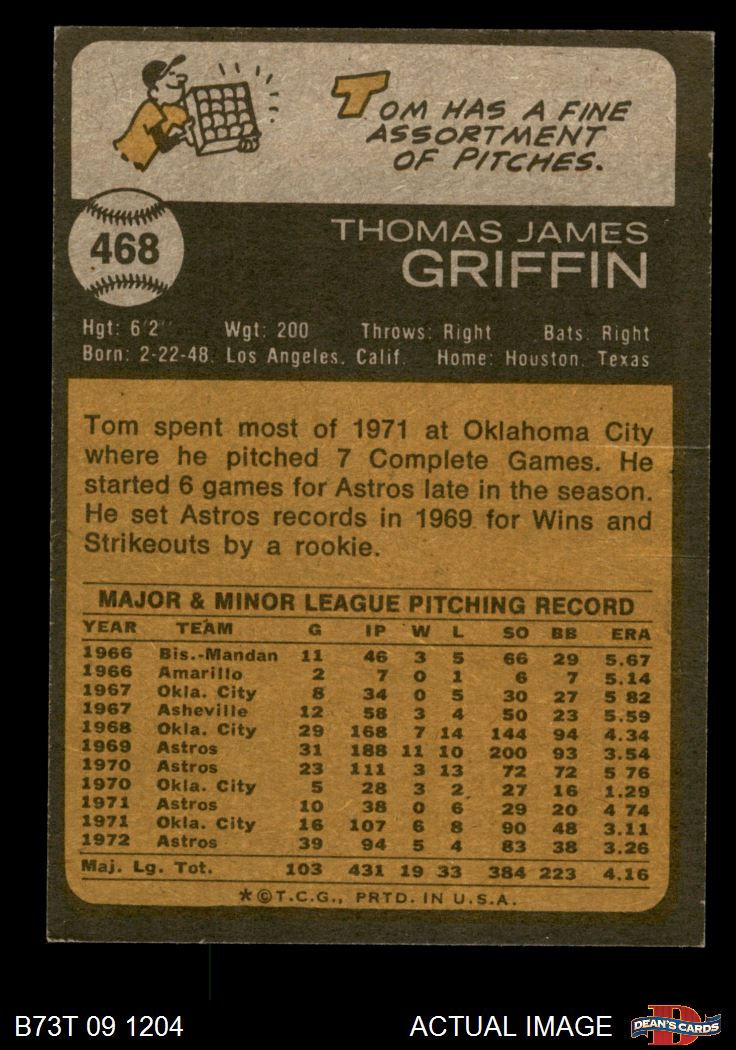 TOM HAS A FINE
ASSORTMENT
OF PITCHES.
468
THOMAS JAMES
GRIFFIN
Hgt: 6'2" Wgt: 200 Throws: Right Bats: Right
Born: 2-22-48, Los Angeles, Calif. Home: Houston, Texas
Tom spent most of 1971 at Oklahoma City
where he pitched 7 Complete Games. He
started 6 games for Astros late in the season.
He set Astros records in 1969 for Wins and
Strikeouts by a rookie.
MAJOR & MINOR LEAGUE PITCHING RECORD
YEAR TEAM G IP W L SO BB ERA
1966 Bis.-Mandan 11 46 3 5 66 29 5.67
1966 Amarillo 2 7 0 1 6 7 5.14
1967 Okla. City 8 34 0 5 30 27 5 82
1967 Asheville 12 58 3 4 50 23 5.59
1968 Okla. City 29 168 7 14 144 94 4.34
1969 Astros 31 188 11 10 200 93 3.54
1970 Astros 23 111 3 13 72 72 5 76
1970 Okla. City 5 28 3 2 27 16 1.29
1971 Astros 10 38 0 6 29 20 4 74
1971 Okla. City 16 107 6 8 90 48 3.11
1972 Astros 39 94 5 4 83 38 3.26
Maj. Lg. Tot. 103 431 19 33 384 223 4.16
*©T.C.G., PRTD. IN U.S.A.
B73T 09 1204 ACTUAL IMAGE D DEAN'S CARDS